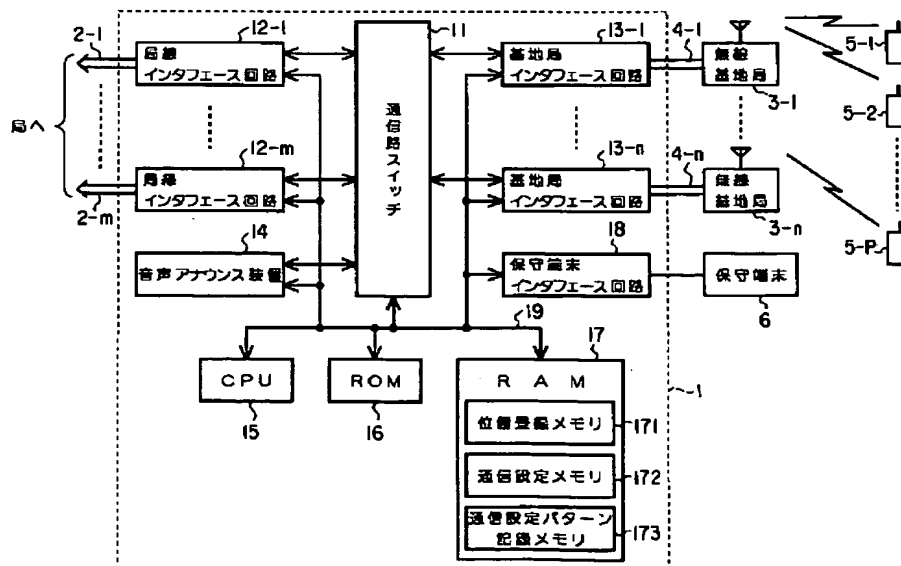 12-1
11
13-1
4-1
2-1
局線
インタフェース回路
基地局
インタフェース回路
無線
基地局
5-1
3-1
局へ
通信路スイッチ
5-2
12-m
13-n
4-n
局線
インタフェース回路
基地局
インタフェース回路
無線
基地局
2-m
3-n
14
18
5-P
音声アナウンス装置
保守端末
インタフェース回路
保守端末
6
19
17
CPU
ROM
RAM
1
15
16
位置登録メモリ
171
通信設定メモリ
172
通信設定パターン
記録メモリ
173